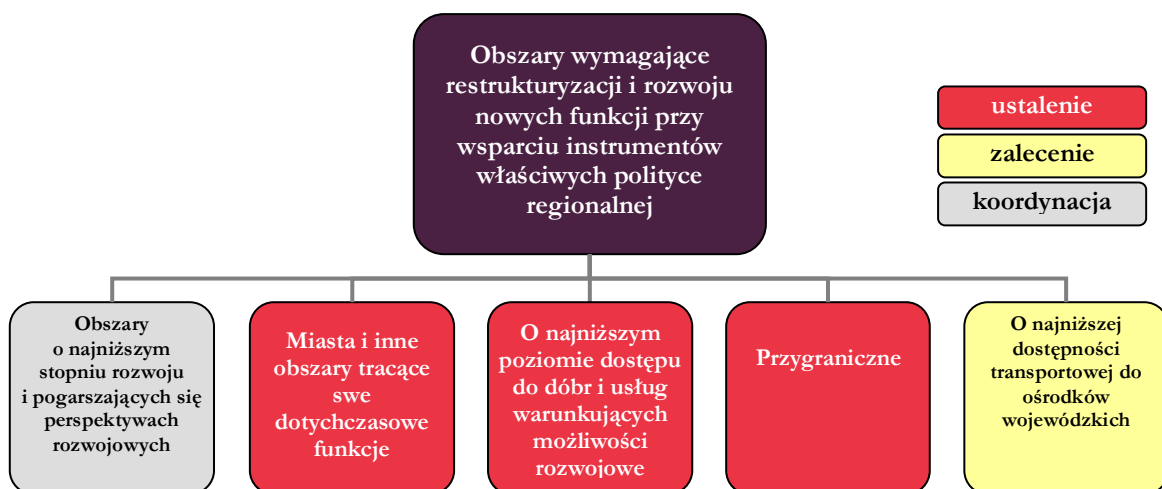 Obszary wymagające
restrukturyzacji i rozwoju
nowych funkcji przy
wsparciu instrumentów
właściwych polityce
regionalnej
ustalenie
zalecenie
koordynacja
Obszary
o najniższym
stopniu rozwoju
i pogarszających się
perspektywach
rozwojowych
Miasta i inne
obszary tracące
swe
dotychczasowe
funkcje
O najniższym
poziomie dostępu
do dóbr i usług
warunkujących
możliwości
rozwojowe
Przygraniczne
O najniższej
dostępności
transportowej do
ośrodków
wojewódzkich